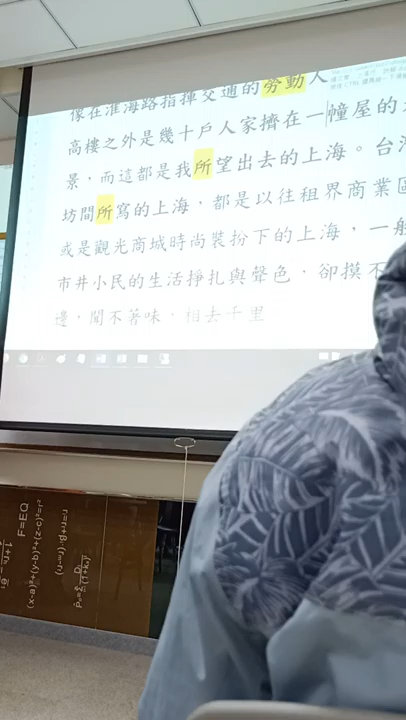 像在淮海路指揮交通的勞動人
高樓之外是幾十戶人家擠在一幢屋的
景，而這都是我所望出去的上海。台
坊間所寫的上海，都是以往租界商業區
或是觀光商城時尚裝扮下的上海，一般
市井小民的生活掙扎與聲色，卻摸不
邊，聞不著味，相去千里
F=EQ
(x-a)²+(y-b)²+(z-c)²=r²